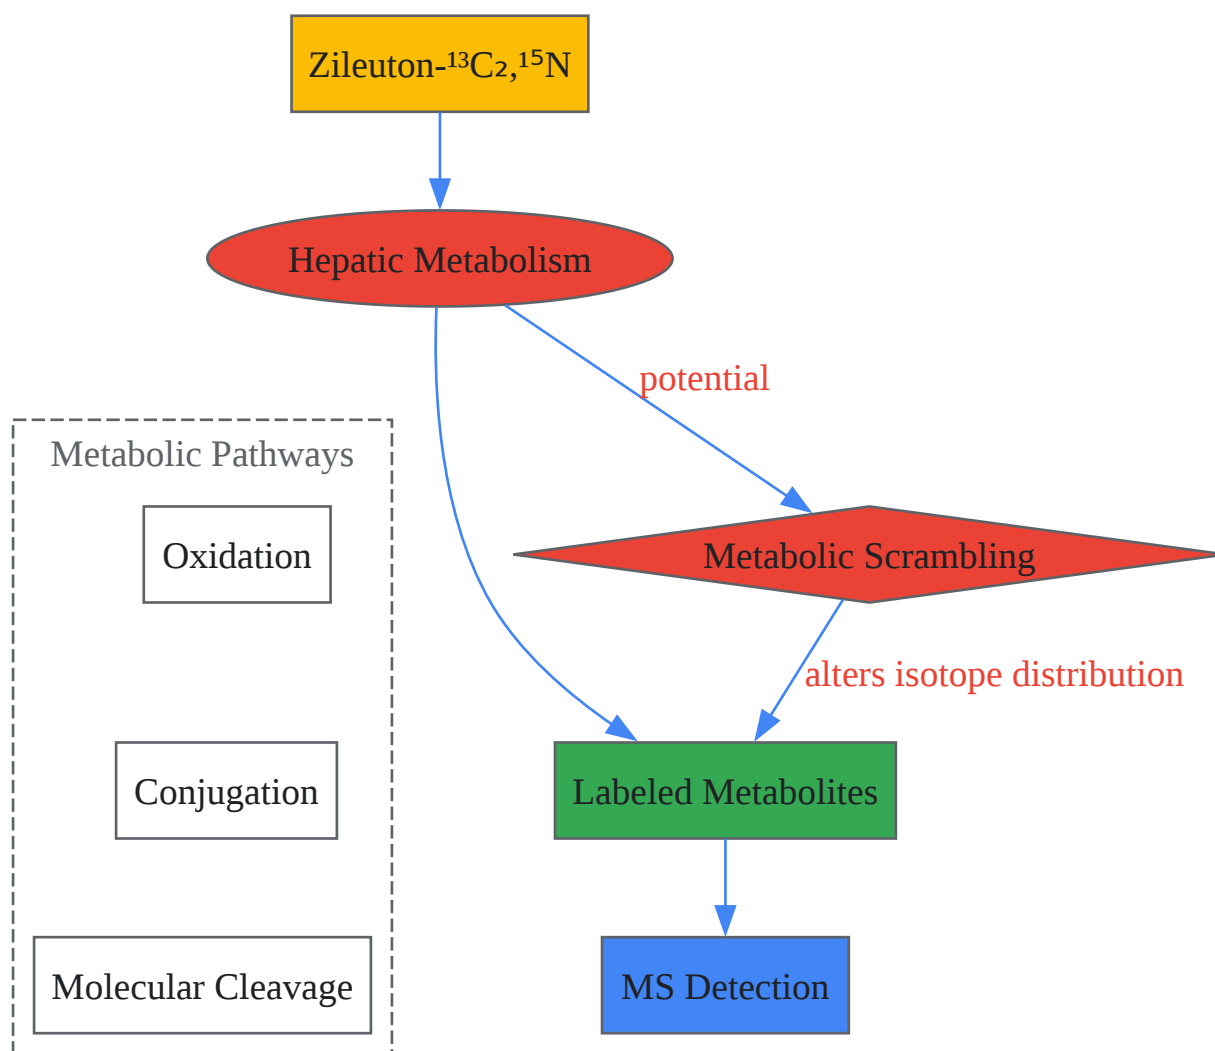 Zileuton-¹³C₂,¹⁵N
Hepatic Metabolism
potential
Metabolic Pathways
Oxidation
Metabolic Scrambling
alters isotope distribution
Conjugation
Labeled Metabolites
Molecular Cleavage
MS Detection